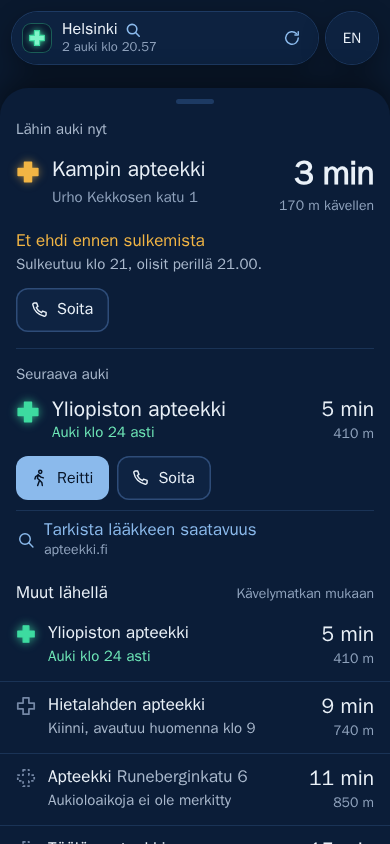 Helsinki
2 auki klo 20.57
EN
Lähin auki nyt
Kampin apteekki
3 min
Urho Kekkosen katu 1
170 m kävellen
Et ehdi ennen sulkemista
Sulkeutuu klo 21, olisit perillä 21.00.
Soita
Seuraava auki
Yliopiston apteekki
5 min
Auki klo 24 asti
410 m
Reitti
Soita
Tarkista lääkkeen saatavuus
apteekki.fi
Muut lähellä
Kävelymatkan mukaan
Yliopiston apteekki
5 min
Auki klo 24 asti
410 m
Hietalahden apteekki
9 min
Kiinni, avautuu huomenna klo 9
740 m
Apteekki Runeberginkatu 6
11 min
Aukioloaikoja ei ole merkitty
850 m